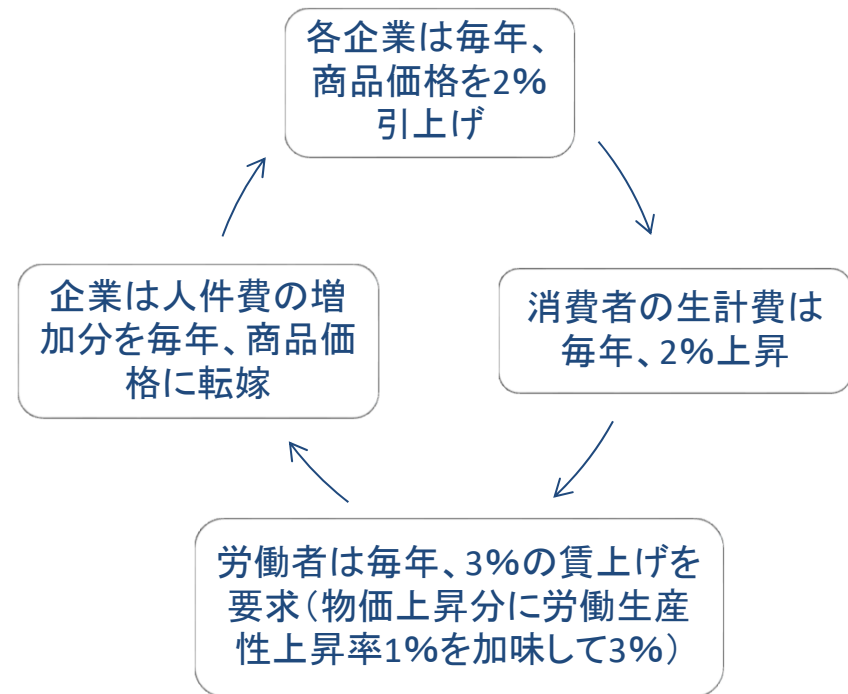 各企業は毎年、
商品価格を2%
引上げ
消費者の生計費は
毎年、2%上昇
労働者は毎年、3%の賃上げを
要求(物価上昇分に労働生産
性上昇率1%を加味して3%)
企業は人件費の増
加分を毎年、商品価
格に転嫁